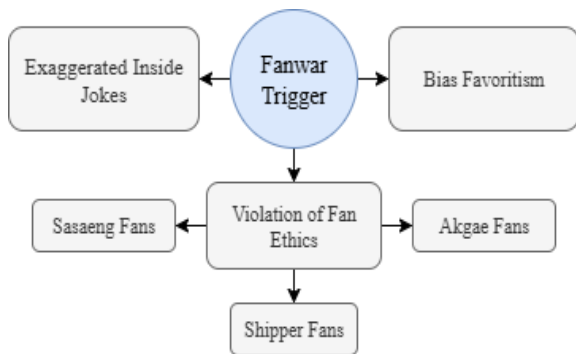 Exaggerated Inside
Jokes
Fanwar
Trigger
Bias Favoritism
Sasaeng Fans
Violation of Fan
Ethics
Akgae Fans
Shipper Fans